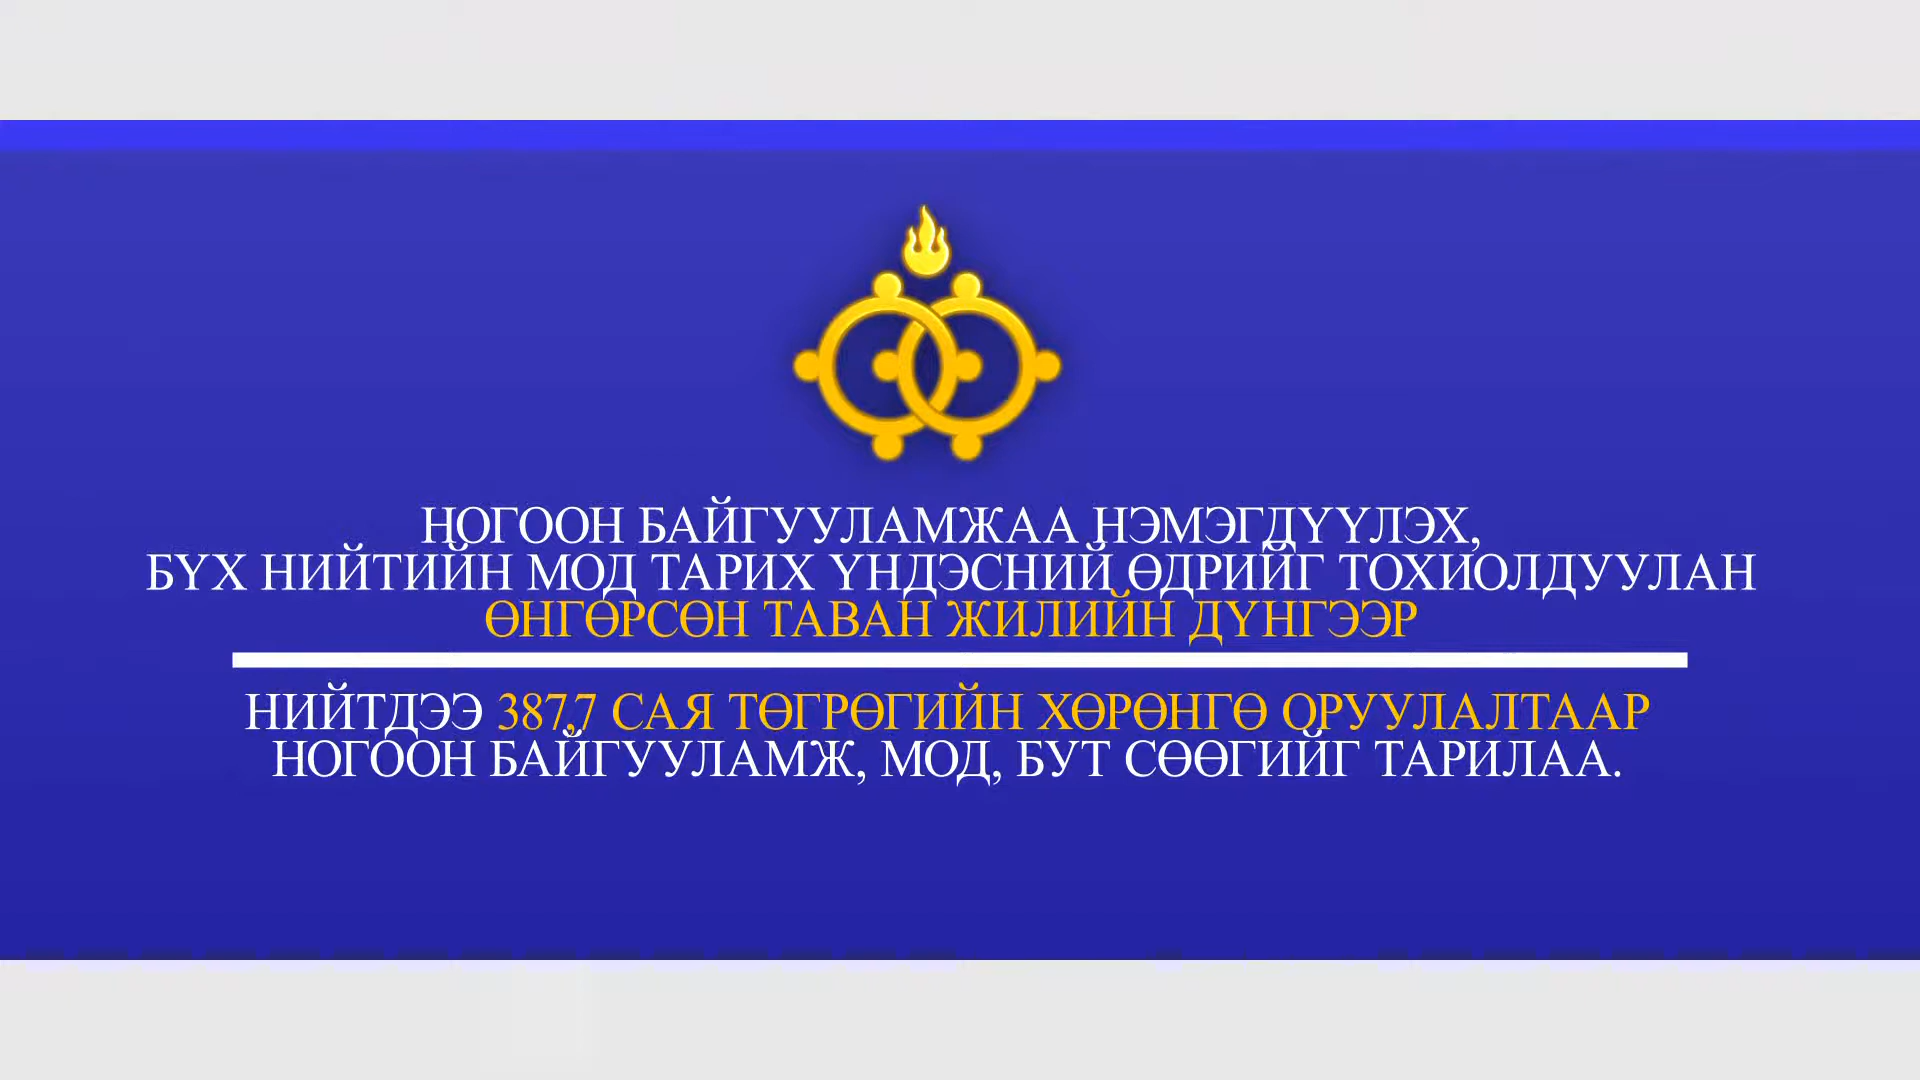 НОГООН БАЙГУУЛАМЖАА НЭМЭГДҮҮЛЭХ,
БҮХ НИЙТИЙН МОД ТАРИХ ҮНДЭСНИЙ ӨДРИЙГ ТОХИОЛДУУЛАН
ӨНГӨРСӨН ТАВАН ЖИЛИЙН ДҮНГЭЭР
НИЙТДЭЭ 387,7 САЯ ТӨГРӨГИЙН ХӨРӨНГӨ ОРУУЛАЛТААР
НОГООН БАЙГУУЛАМЖ, МОД, БУТ СӨӨГИЙГ ТАРИЛАА.